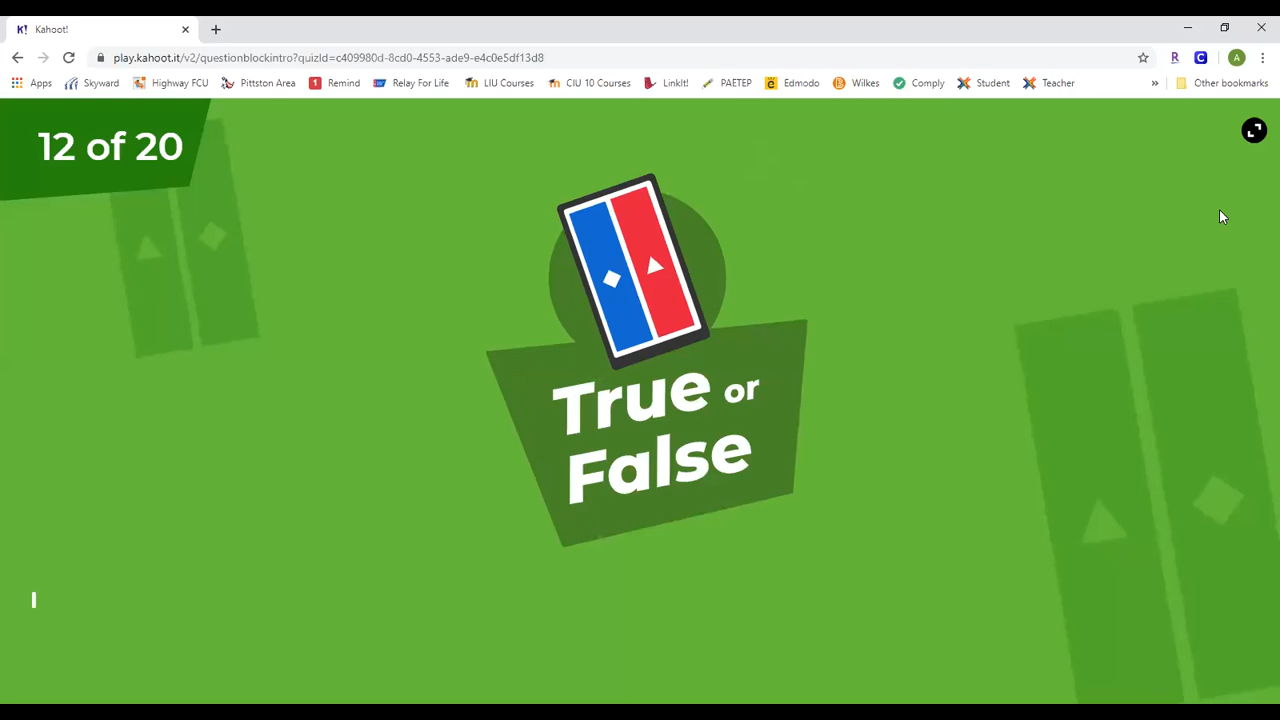 K! Kahoot!
play.kahoot.it/v2/questionblockintro?quizId=c409980d-8cd0-4553-ade9-e4c0e5df13d8
R C A
Apps Skyward Highway FCU Pittston Area 1 Remind Relay For Life LIU Courses CIU 10 Courses LinkIt! PAETEP Edmodo Wilkes Comply Student Teacher » Other bookmarks
12 of 20
True or
False